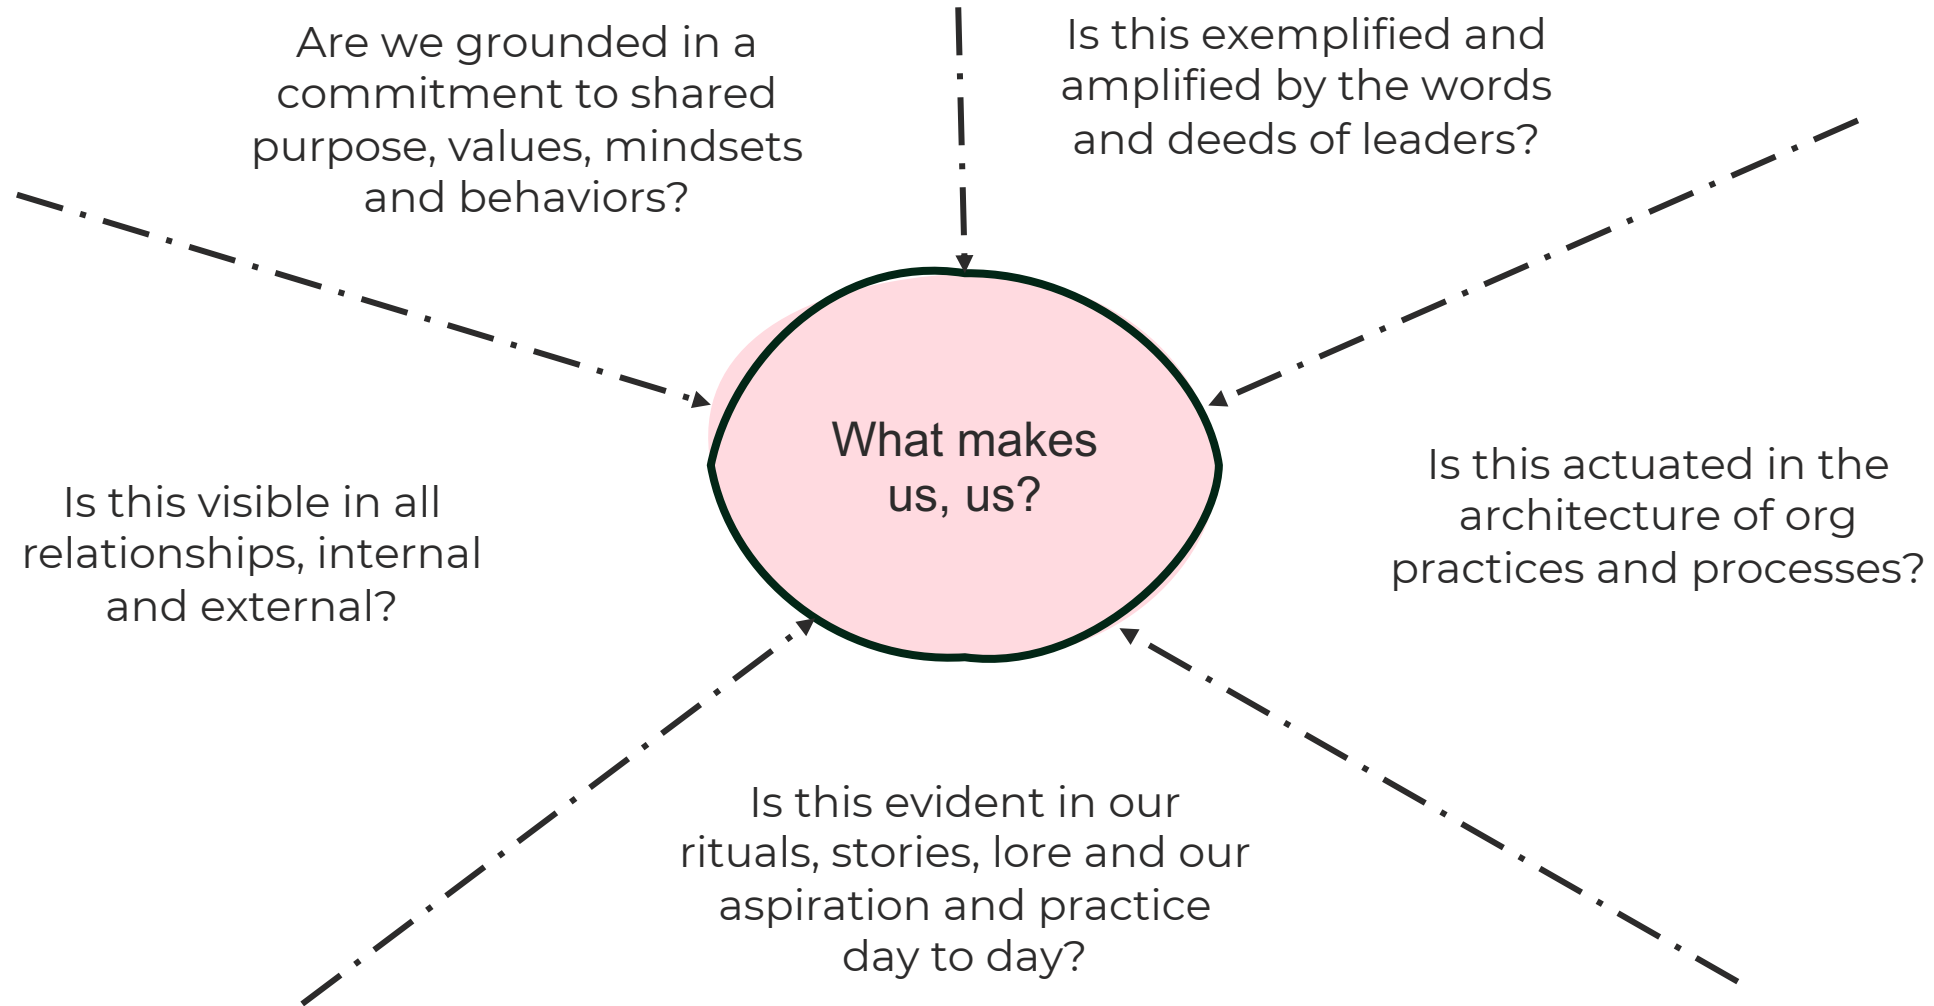 Are we grounded in a
commitment to shared
purpose, values, mindsets
and behaviors?
Is this exemplified and
amplified by the words
and deeds of leaders?
What makes
us, us?
Is this actuated in the
architecture of org
practices and processes?
Is this visible in all
relationships, internal
and external?
Is this evident in our
rituals, stories, lore and our
aspiration and practice
day to day?